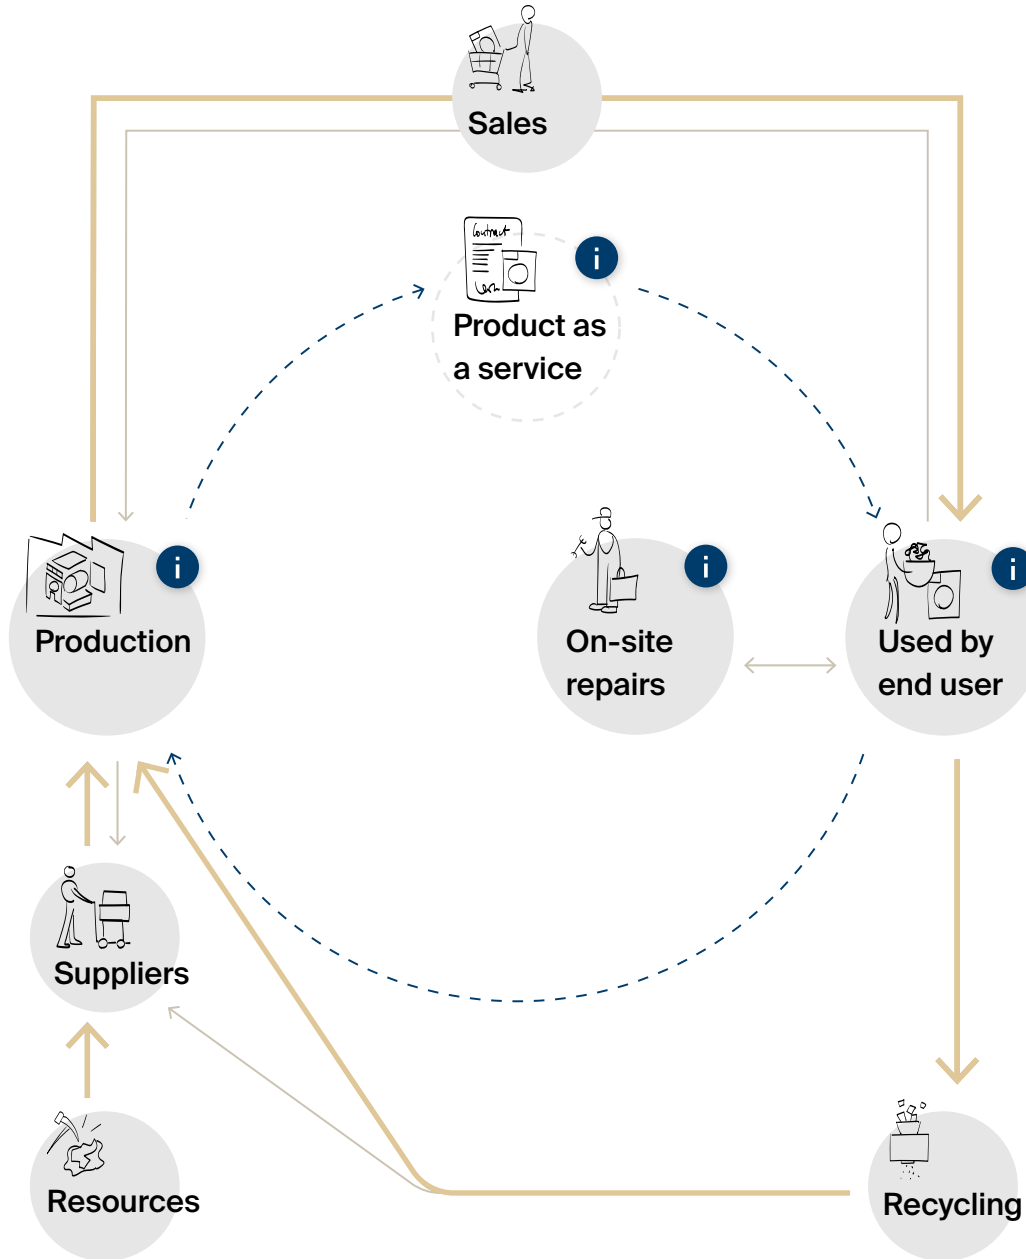 Sales
Contract
i
Product as
a service
i
Production
i
On-site
repairs
i
Used by
end user
Suppliers
Resources
Recycling